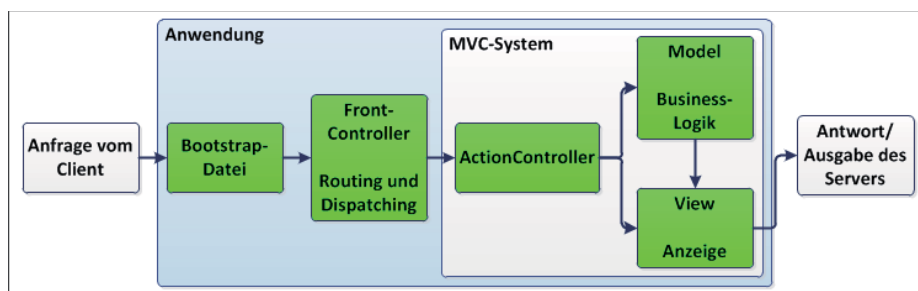 Anwendung
MVC-System
Anfrage vom
Client
Bootstrap-
Datei
Front-
Controller
Routing und
Dispatching
ActionController
Model
Business-
Logik
View
Anzeige
Antwort/
Ausgabe des
Servers